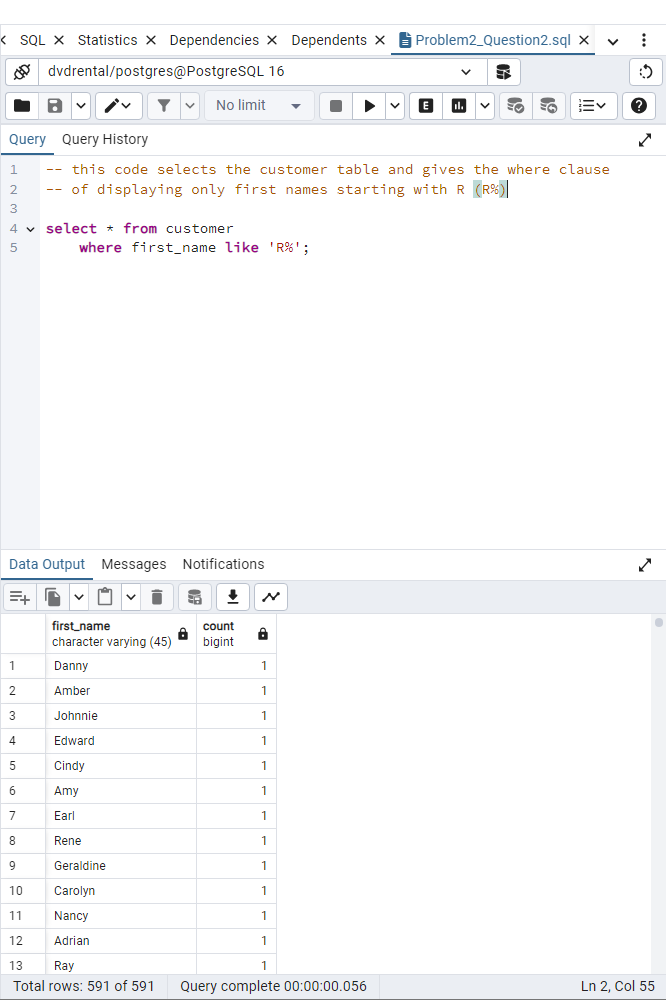 SQL Statistics Dependencies Dependents Problem2_Question2.sql
dvdrental/postgres@PostgreSQL 16
No limit E
Query Query History
1 -- this code selects the customer table and gives the where clause
2 -- of displaying only first names starting with R (R%)
3
4 select * from customer
5 where first_name like 'R%';
Data Output Messages Notifications
first_name count
character varying (45) bigint
1 Danny 1
2 Amber 1
3 Johnnie 1
4 Edward 1
5 Cindy 1
6 Amy 1
7 Earl 1
8 Rene 1
9 Geraldine 1
10 Carolyn 1
11 Nancy 1
12 Adrian 1
13 Ray 1
Total rows: 591 of 591 Query complete 00:00:00.056 Ln 2, Col 55